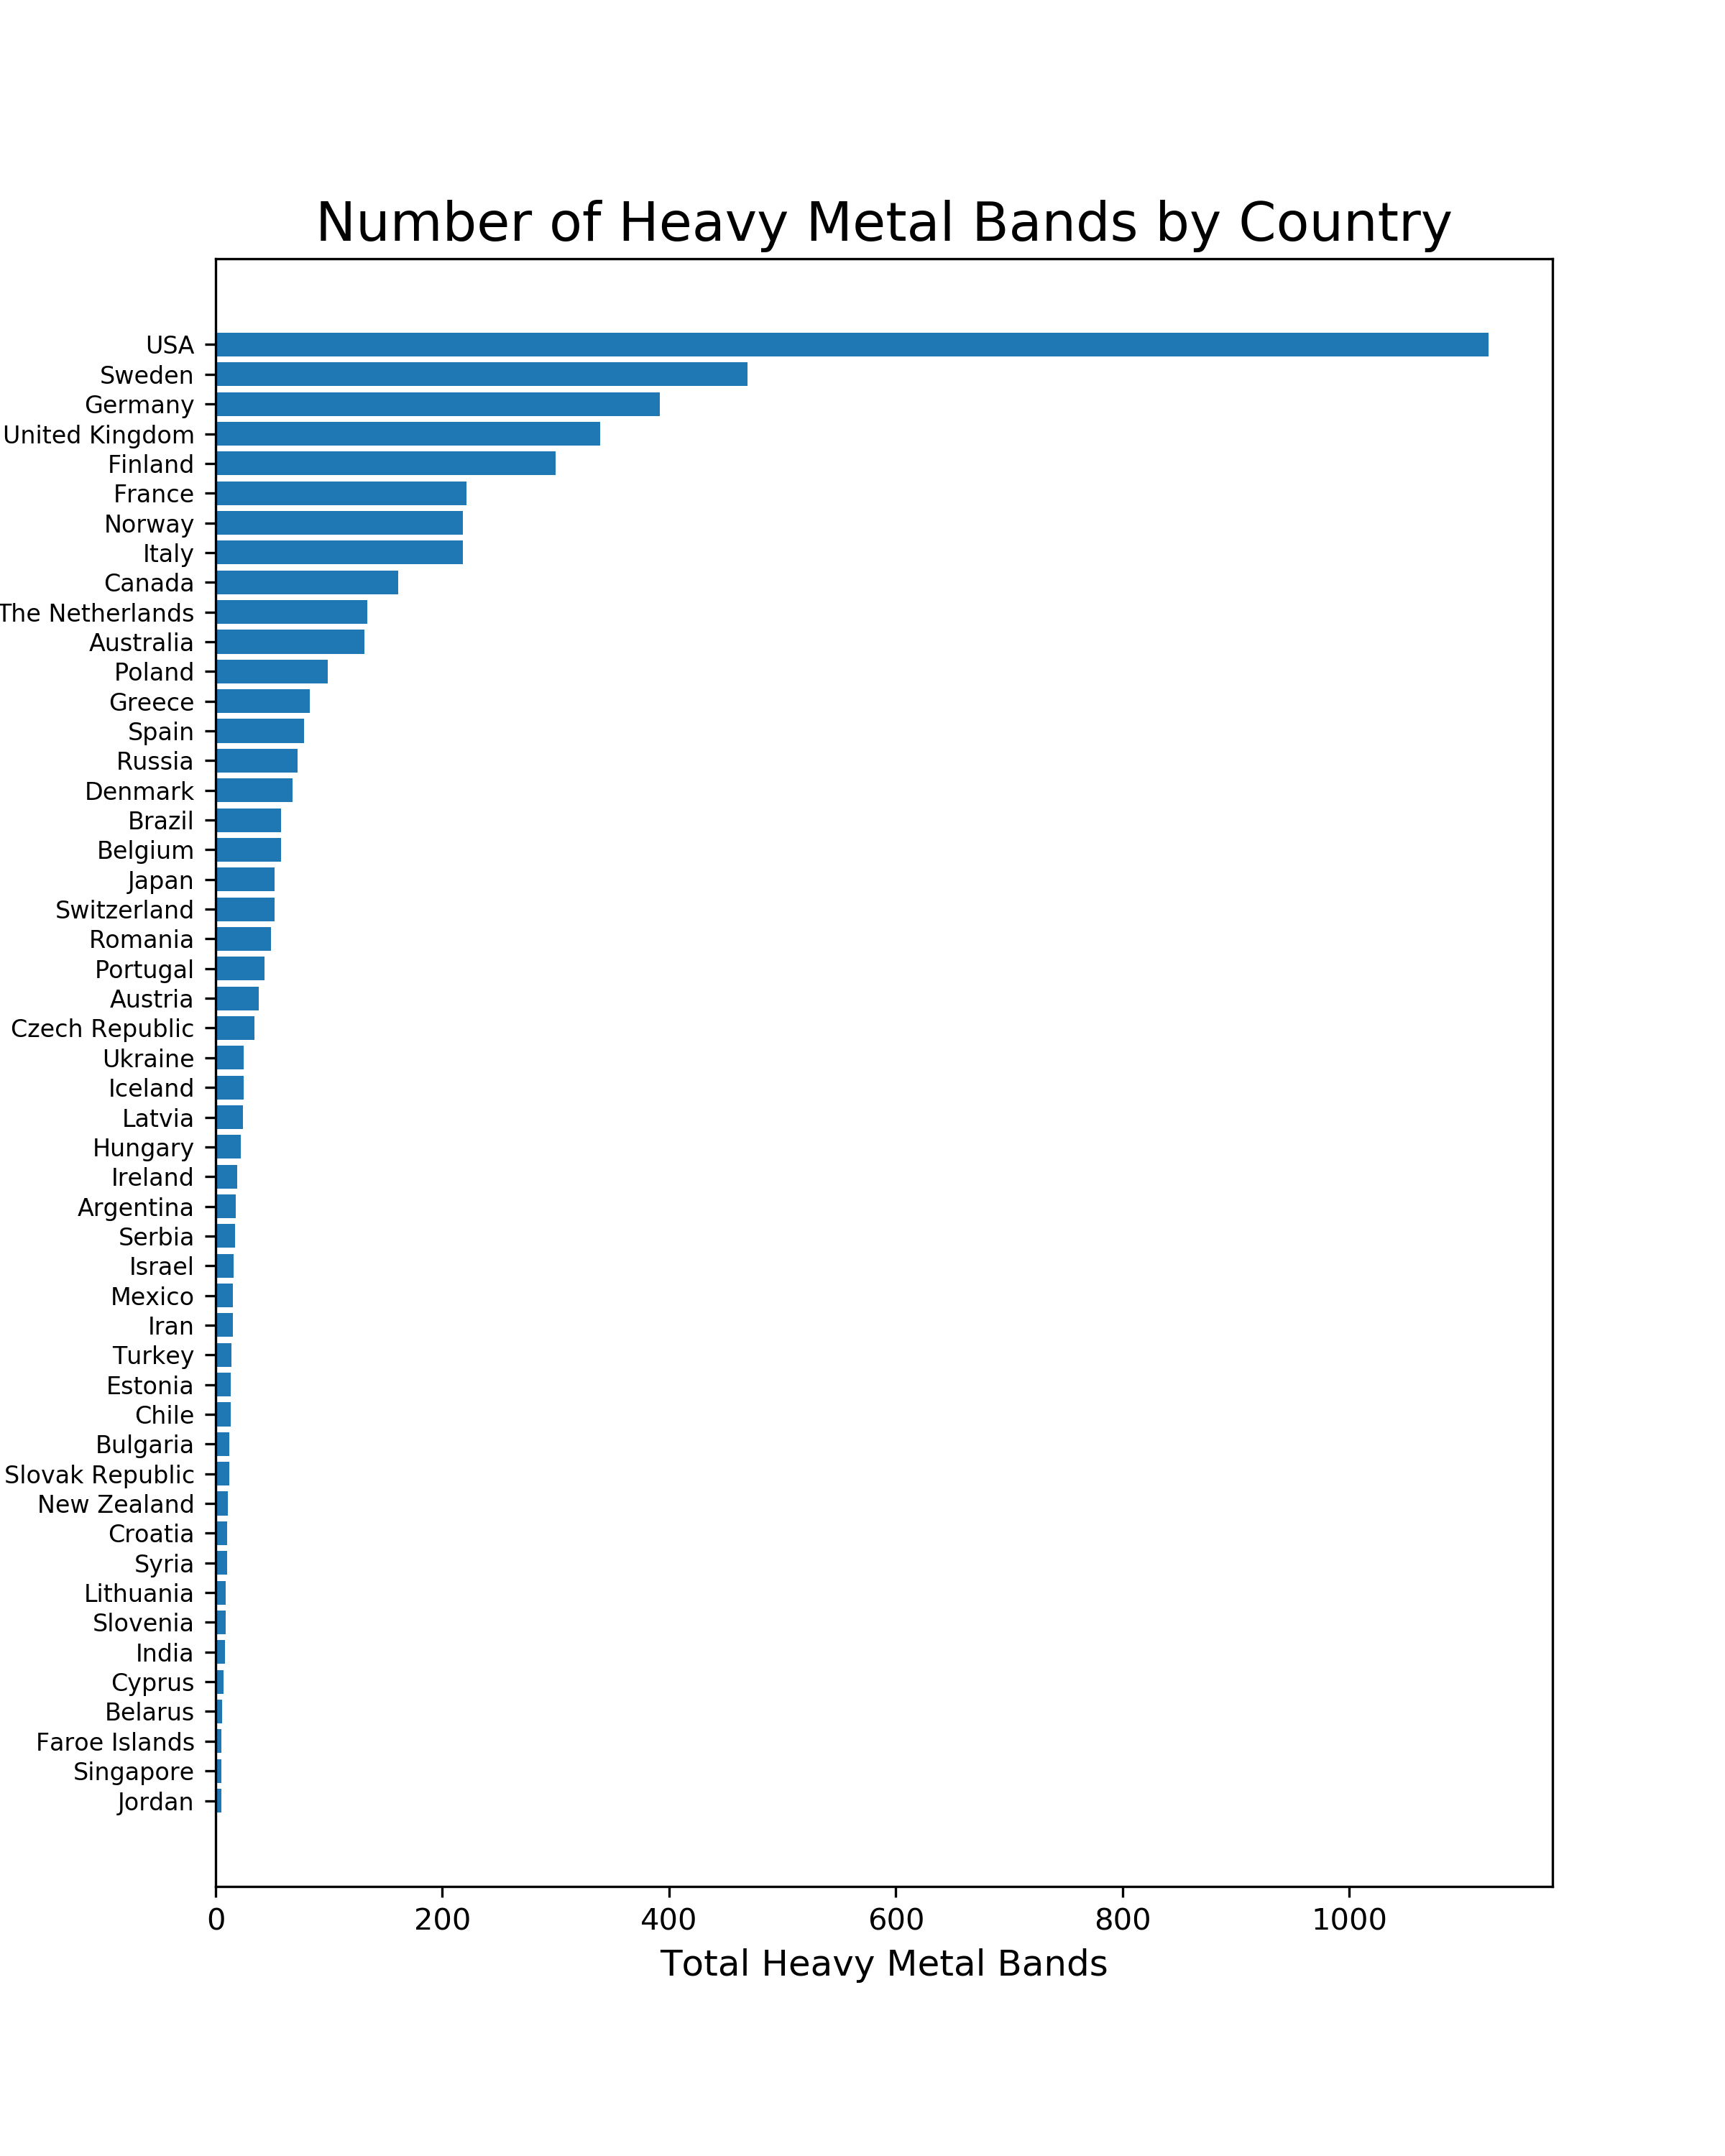 Number of Heavy Metal Bands by Country
USA
Sweden
Germany
United Kingdom
Finland
France
Norway
Italy
Canada
The Netherlands
Australia
Poland
Greece
Spain
Russia
Denmark
Brazil
Belgium
Japan
Switzerland
Romania
Portugal
Austria
Czech Republic
Ukraine
Iceland
Latvia
Hungary
Ireland
Argentina
Serbia
Israel
Mexico
Iran
Turkey
Estonia
Chile
Bulgaria
Slovak Republic
New Zealand
Croatia
Syria
Lithuania
Slovenia
India
Cyprus
Belarus
Faroe Islands
Singapore
Jordan
0 200 400 600 800 1000
Total Heavy Metal Bands